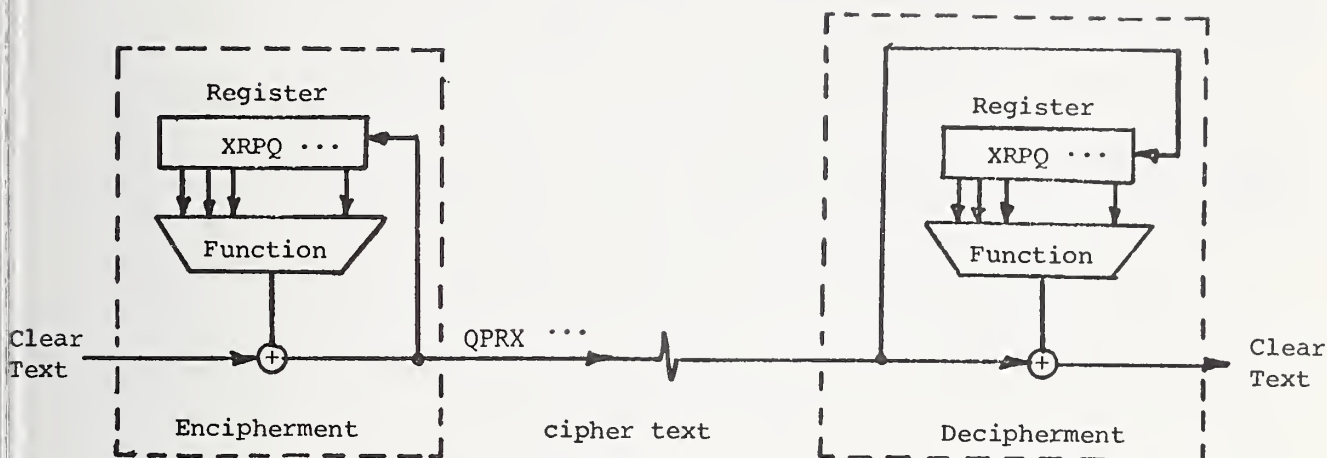 Register
XRPQ ...
Function
Clear
Text
+
QPRX ...
Encipherment
cipher text
Register
XRPQ ...
Function
+
Clear
Text
Decipherment